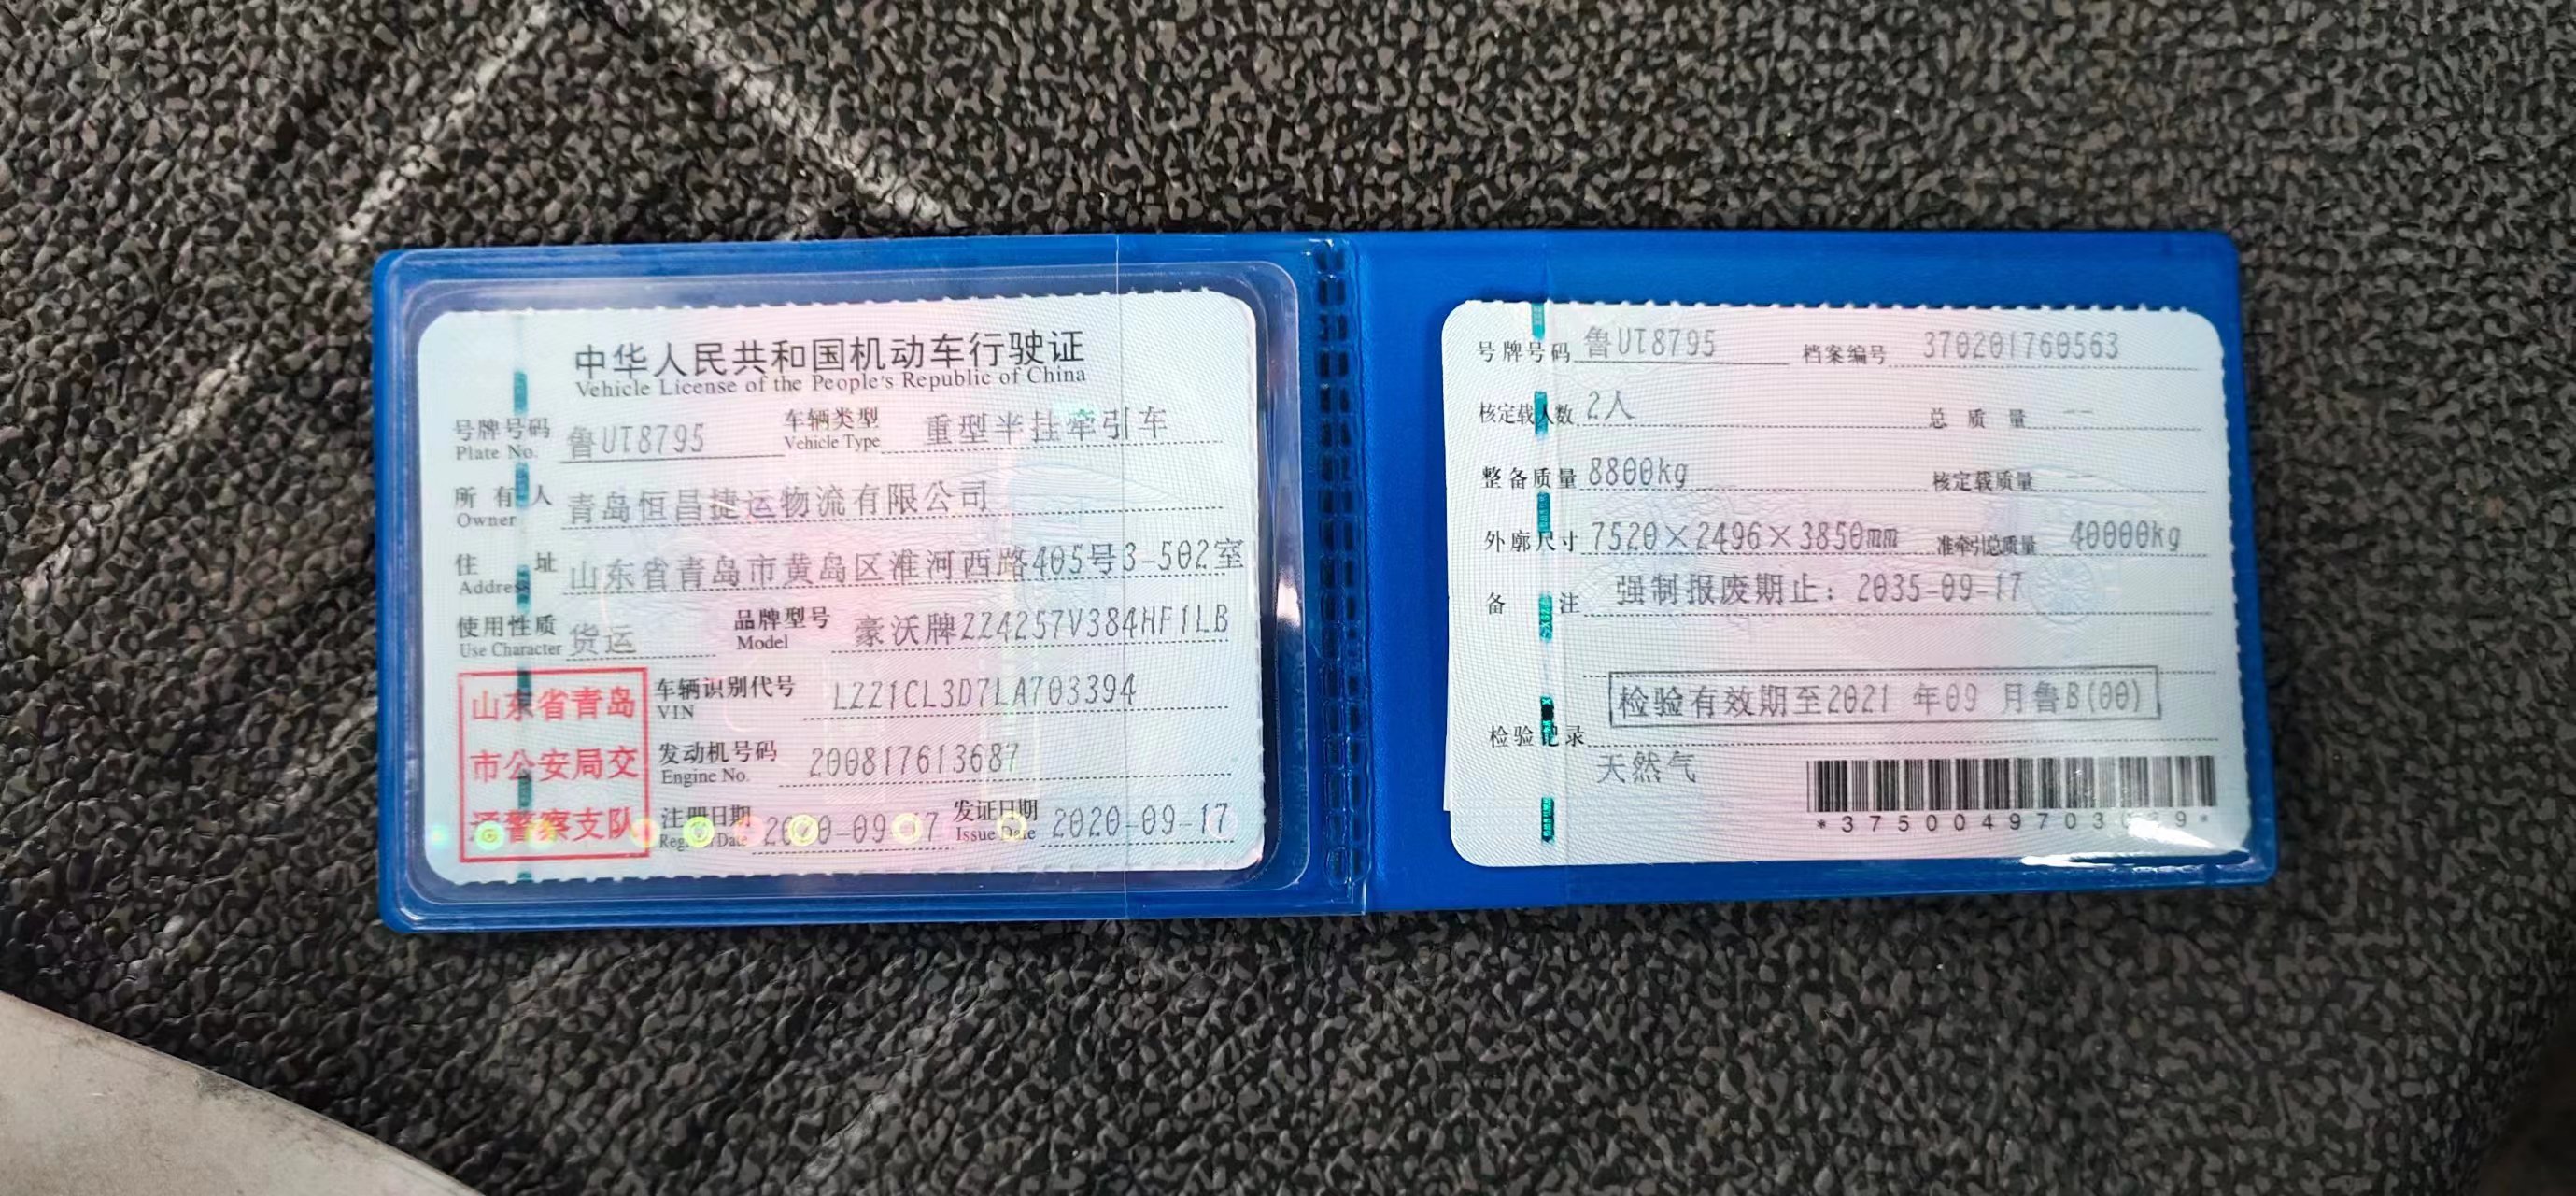 中华人民共和国机动车行驶证
Vehicle License of the People's Republic of China
号牌号码 鲁UT8795 车辆类型 重型半挂牵引车
Plate No. Vehicle Type
所有人 青岛恒昌捷运物流有限公司
Owner
住址 山东省青岛市黄岛区淮河西路405号3-502室
Address
使用性质 货运 品牌型号 豪沃牌ZZ4257V384HF1LB
Use Character Model
山东省青岛
市公安局交
通警察支队
车辆识别代号 LZZ1CL3D7LA703394
VIN
发动机号码 200817613687
Engine No.
注册日期 2020-09-17 发证日期 2020-09-17
Register Date Issue Date
号牌号码 鲁UT8795 档案编号 370201760563
核定载人数 2人 总质量 --
整备质量 8800kg 核定载质量 --
外廓尺寸 7520×2496×3850mm 准牵引总质量 40000kg
备注 强制报废期止：2035-09-17
检验有效期至2021 年09 月鲁B(00)
检验记录
天然气